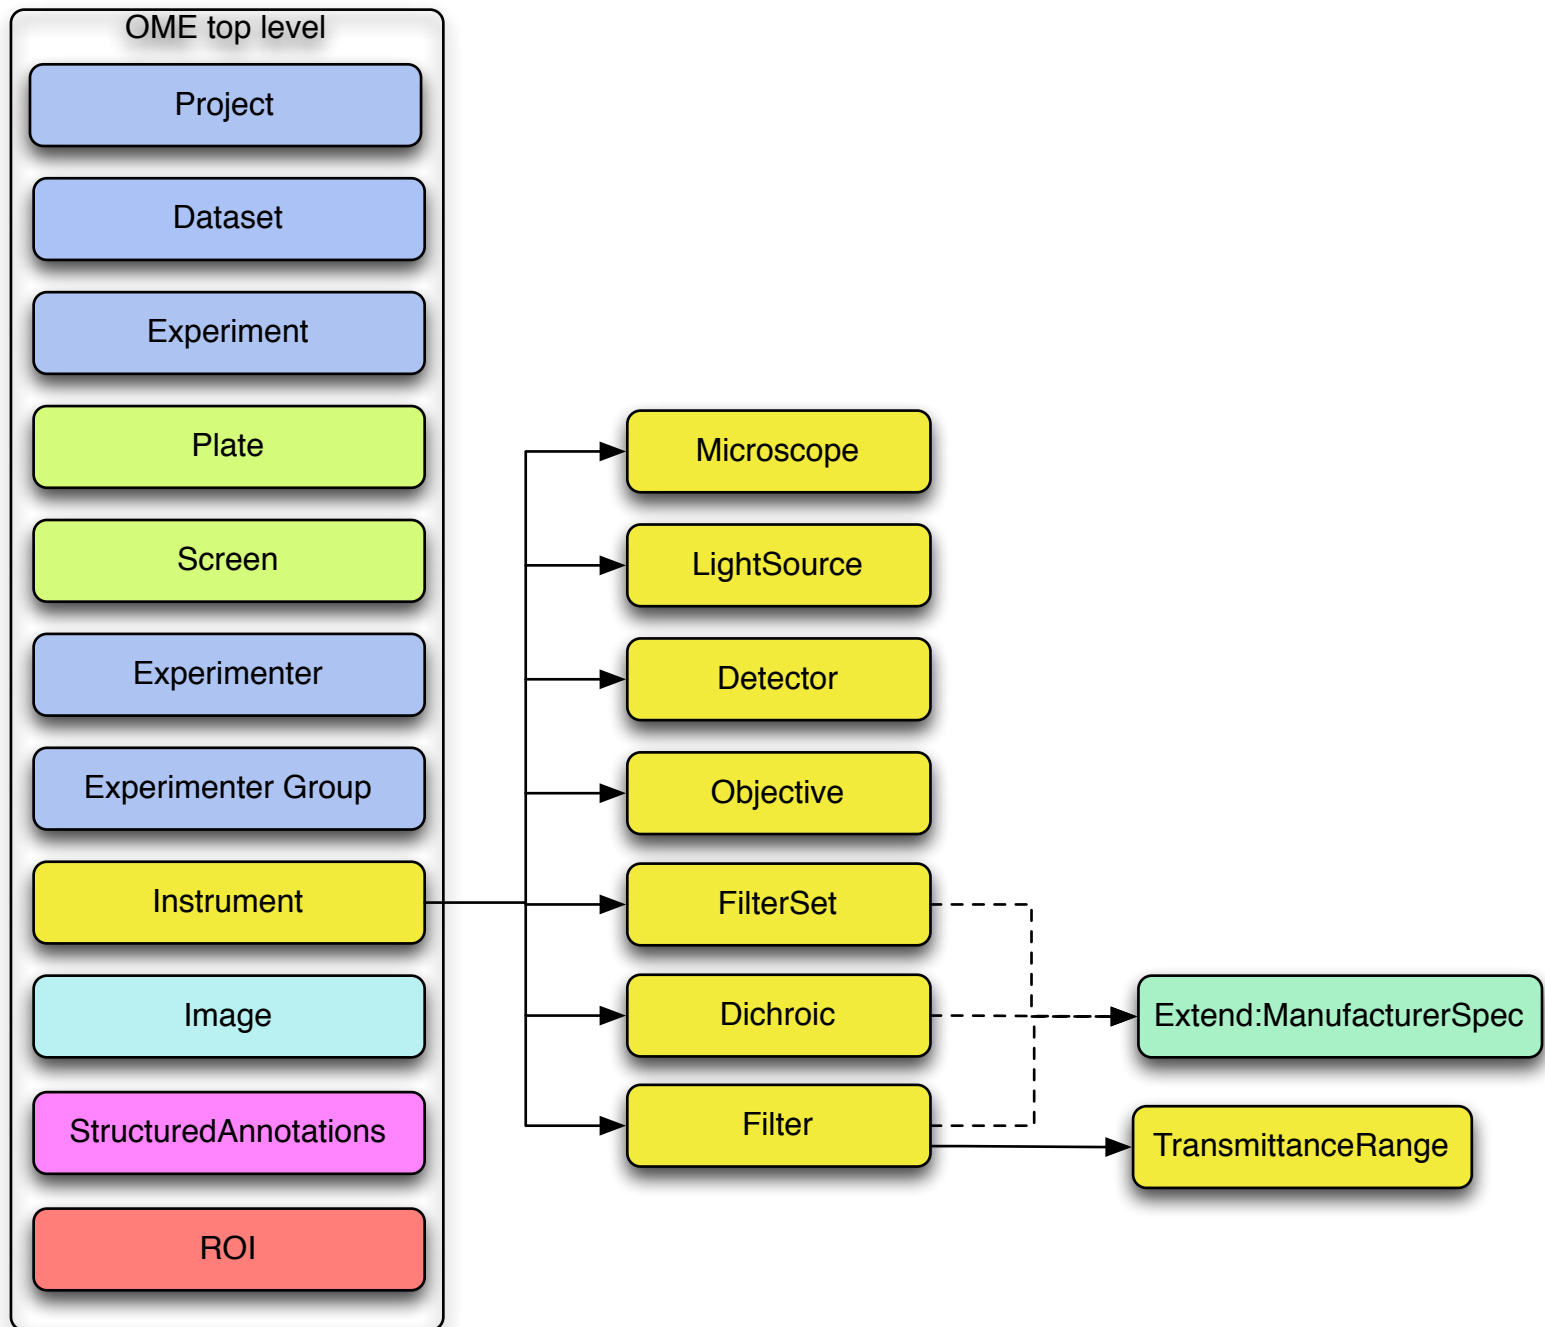 OME top level
Project
Dataset
Experiment
Plate
Screen
Experimenter
Experimenter Group
Instrument
Image
StructuredAnnotations
ROI
Microscope
LightSource
Detector
Objective
FilterSet
Dichroic
Filter
Extend:ManufacturerSpec
TransmittanceRange